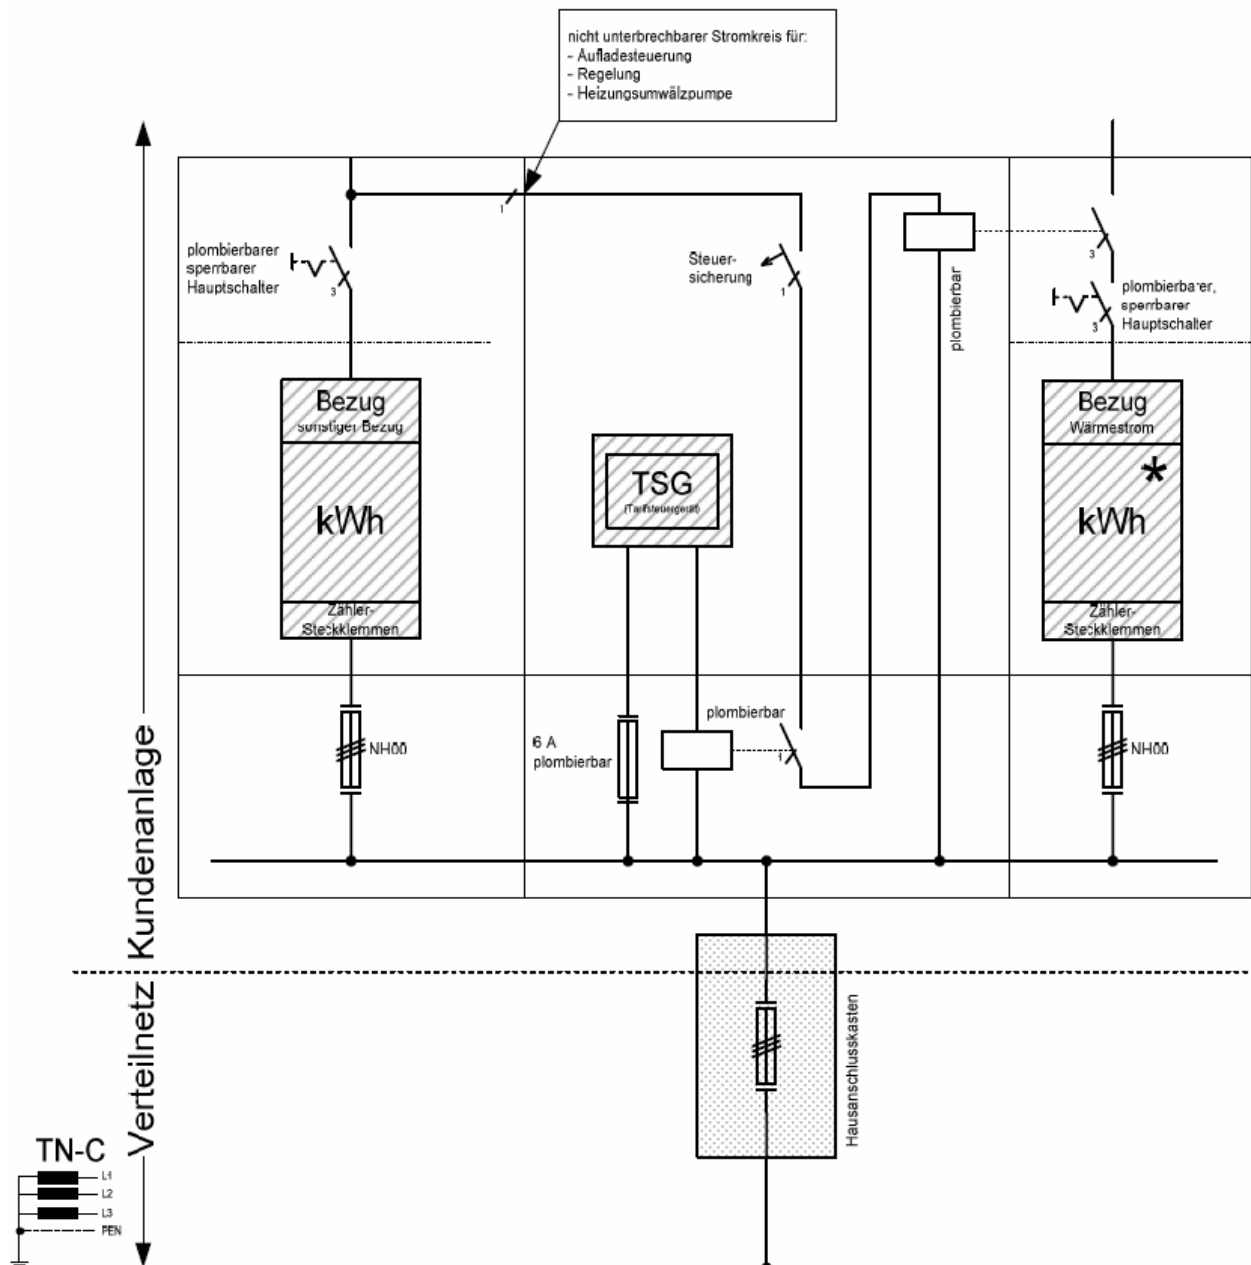 nicht unterbrechbarer Stromkreis für:
- Aufladesteuerung
- Regelung
- Heizungsumwälzpumpe
1
plombierbarer
sperrbarer
Hauptschalter
3
Steuer-
sicherung
1
plombierbar
3
plombierbarer,
sperrbarer
Hauptschalter
3
Bezug
sonstiger Bezug
kWh
Zähler-
Steckklemmen
TSG
(Tarifsteuergerät)
Bezug
Wärmestrom
*
kWh
Zähler-
Steckklemmen
NH00
6 A
plombierbar
plombierbar
1
NH00
Kundenanlage
Verteilnetz
Hausanschlusskasten
TN-C
L1
L2
L3
PEN